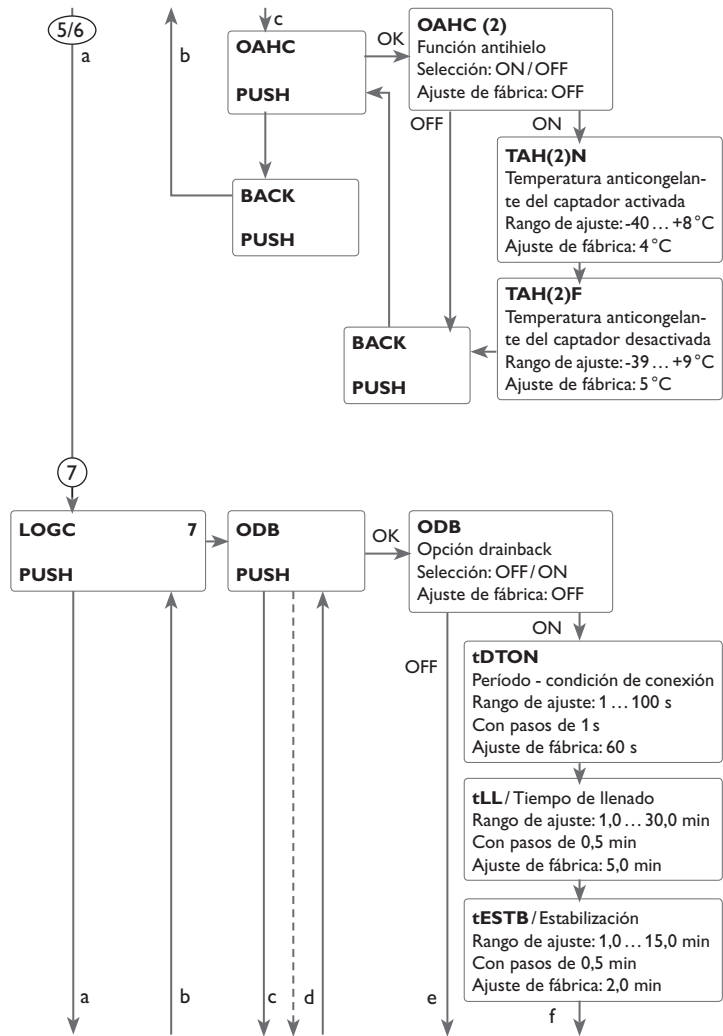 5/6
a
b
c
OAHC
PUSH
OK
OAHC (2)
Función antihielo
Selección: ON/OFF
Ajuste de fábrica: OFF
OFF
ON
BACK
PUSH
TAH(2)N
Temperatura anticongelan-
te del captador activada
Rango de ajuste: -40 … +8 °C
Ajuste de fábrica: 4 °C
TAH(2)F
Temperatura anticongelan-
te del captador desactivada
Rango de ajuste: -39 … +9 °C
Ajuste de fábrica: 5 °C
BACK
PUSH
7
LOGC 7
PUSH
ODB
PUSH
OK
ODB
Opción drainback
Selección: OFF/ON
Ajuste de fábrica: OFF
OFF
ON
tDTON
Período - condición de conexión
Rango de ajuste: 1 … 100 s
Con pasos de 1 s
Ajuste de fábrica: 60 s
tLL / Tiempo de llenado
Rango de ajuste: 1,0 … 30,0 min
Con pasos de 0,5 min
Ajuste de fábrica: 5,0 min
tESTB / Estabilización
Rango de ajuste: 1,0 … 15,0 min
Con pasos de 0,5 min
Ajuste de fábrica: 2,0 min
a
b
c
d
e
f